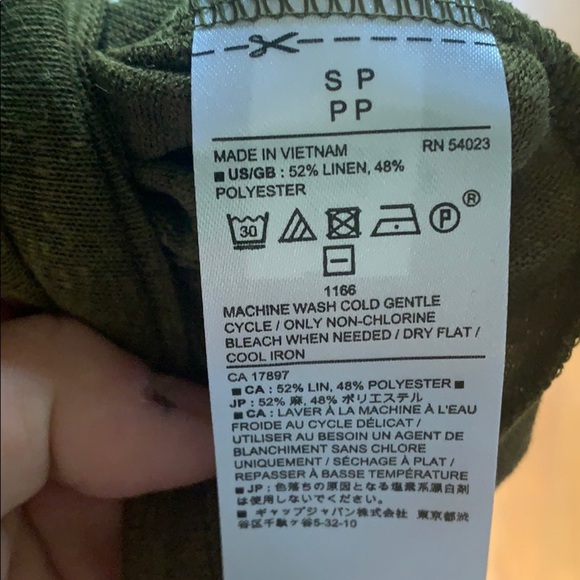 S P
P P
MADE IN VIETNAM RN 54023
■ US/GB : 52% LINEN, 48%
POLYESTER
30 P ®
1166
MACHINE WASH COLD GENTLE
CYCLE / ONLY NON-CHLORINE
BLEACH WHEN NEEDED / DRY FLAT /
COOL IRON
CA 17897
■ CA : 52% LIN, 48% POLYESTER ■
JP : 52% 麻, 48% ポリエステル
■ CA : LAVER À LA MACHINE À L'EAU
FROIDE AU CYCLE DÉLICAT /
UTILISER AU BESOIN UN AGENT DE
BLANCHIMENT SANS CHLORE
UNIQUEMENT / SÉCHAGE À PLAT /
REPASSER À BASSE TEMPÉRATURE
■ JP : 色落ちの原因となる塩素系漂白剤
は使用しないでください。
■ ギャップジャパン株式会社 東京都渋
谷区千駄ヶ谷5-32-10